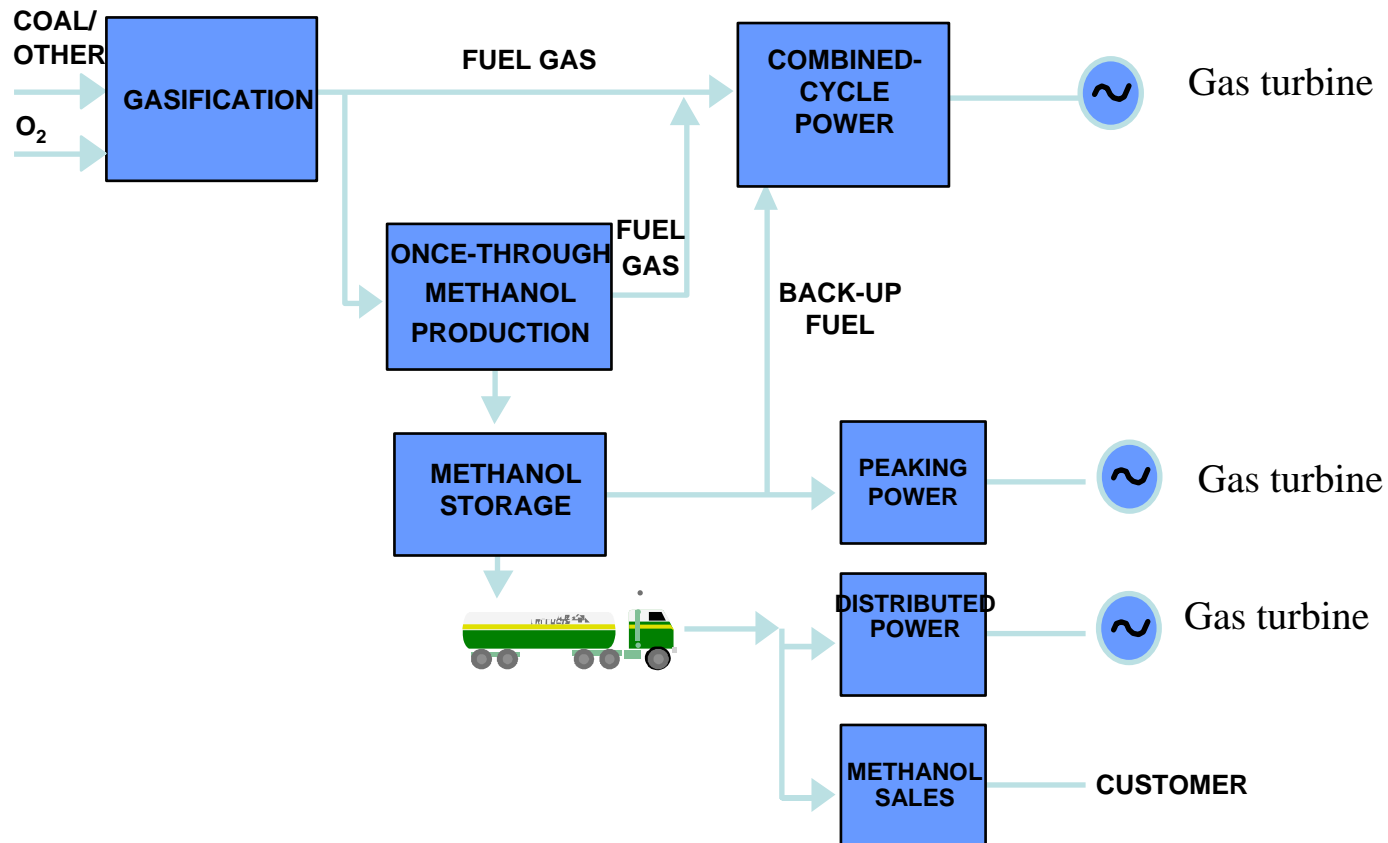 COAL/
OTHER
O2
GASIFICATION
FUEL GAS
COMBINED-
CYCLE
POWER
Gas turbine
ONCE-THROUGH
METHANOL
PRODUCTION
FUEL
GAS
BACK-UP
FUEL
METHANOL
STORAGE
PEAKING
POWER
Gas turbine
DISTRIBUTED
POWER
Gas turbine
METHANOL
SALES
CUSTOMER